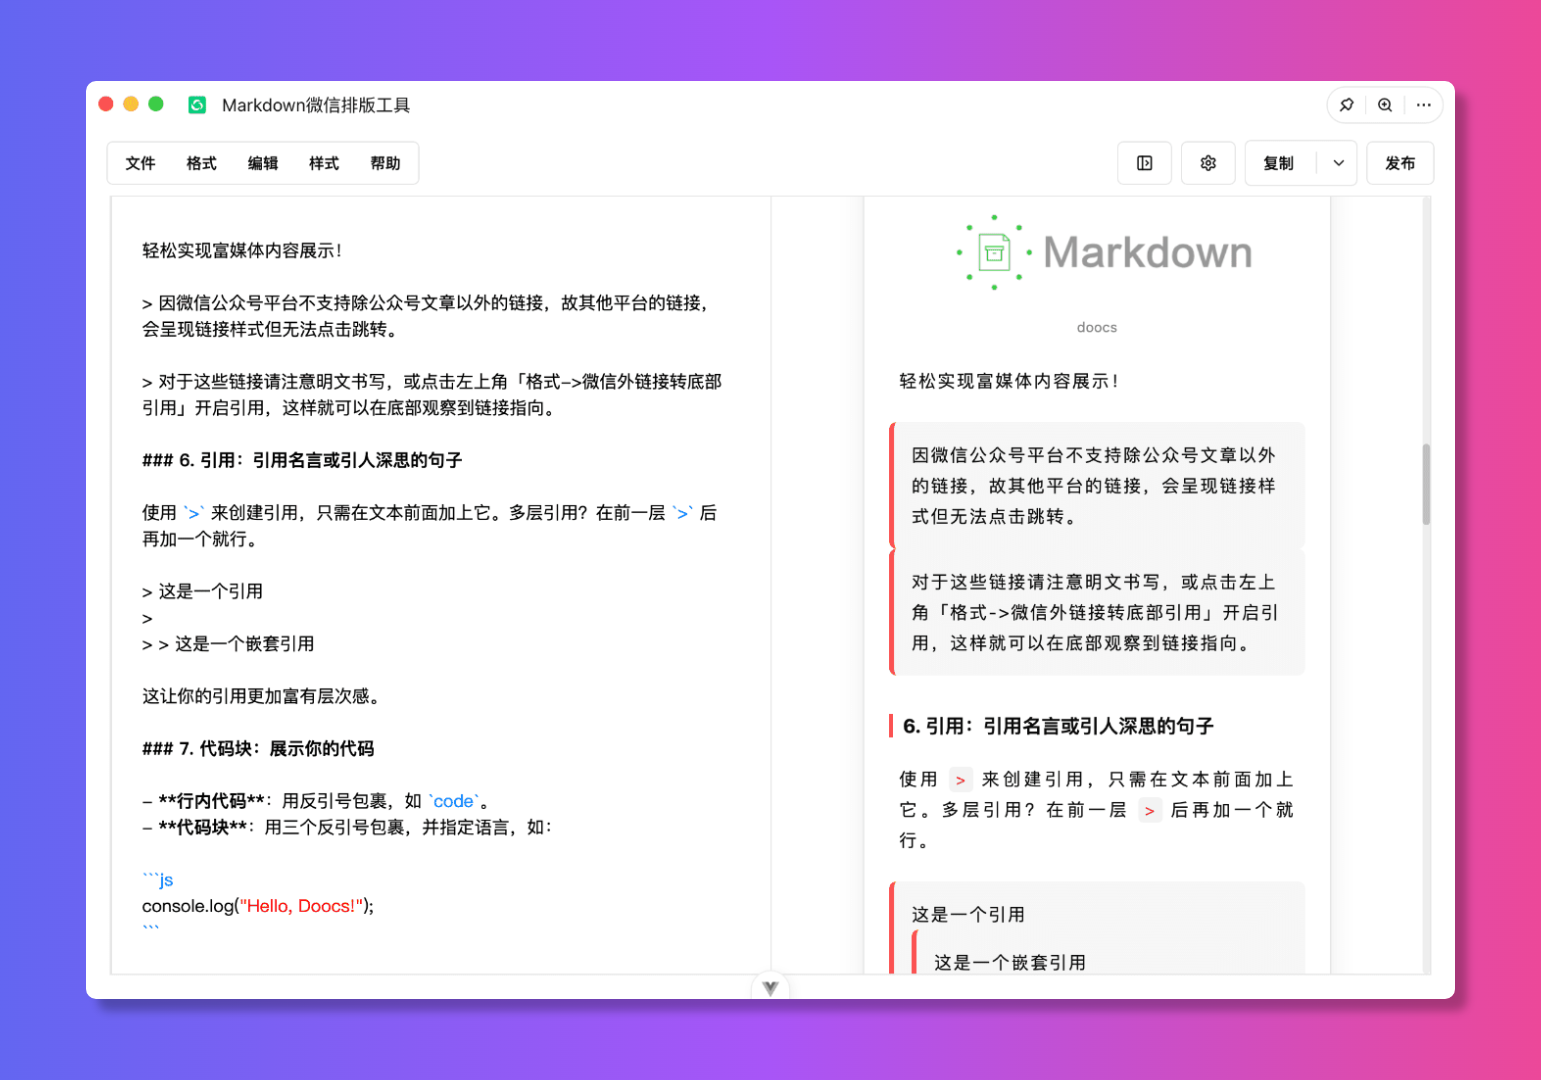 Markdown微信排版工具
文件 格式 编辑 样式 帮助
复制 发布
轻松实现富媒体内容展示！
> 因微信公众号平台不支持除公众号文章以外的链接，故其他平台的链接，
会呈现链接样式但无法点击跳转。
> 对于这些链接请注意明文书写，或点击左上角「格式->微信外链接转底部
引用」开启引用，这样就可以在底部观察到链接指向。
### 6. 引用：引用名言或引人深思的句子
使用 `>` 来创建引用，只需在文本前面加上它。多层引用？在前一层 `>` 后
再加一个就行。
> 这是一个引用
>
> > 这是一个嵌套引用
这让你的引用更加富有层次感。
### 7. 代码块：展示你的代码
- **行内代码**：用反引号包裹，如 `code`。
- **代码块**：用三个反引号包裹，并指定语言，如：
```js
console.log("Hello, Doocs!");
```
Markdown
doocs
轻松实现富媒体内容展示！
因微信公众号平台不支持除公众号文章以外
的链接，故其他平台的链接，会呈现链接样
式但无法点击跳转。
对于这些链接请注意明文书写，或点击左上
角「格式->微信外链接转底部引用」开启引
用，这样就可以在底部观察到链接指向。
6. 引用：引用名言或引人深思的句子
使用 > 来创建引用，只需在文本前面加上
它。多层引用？在前一层 > 后再加一个就
行。
这是一个引用
这是一个嵌套引用